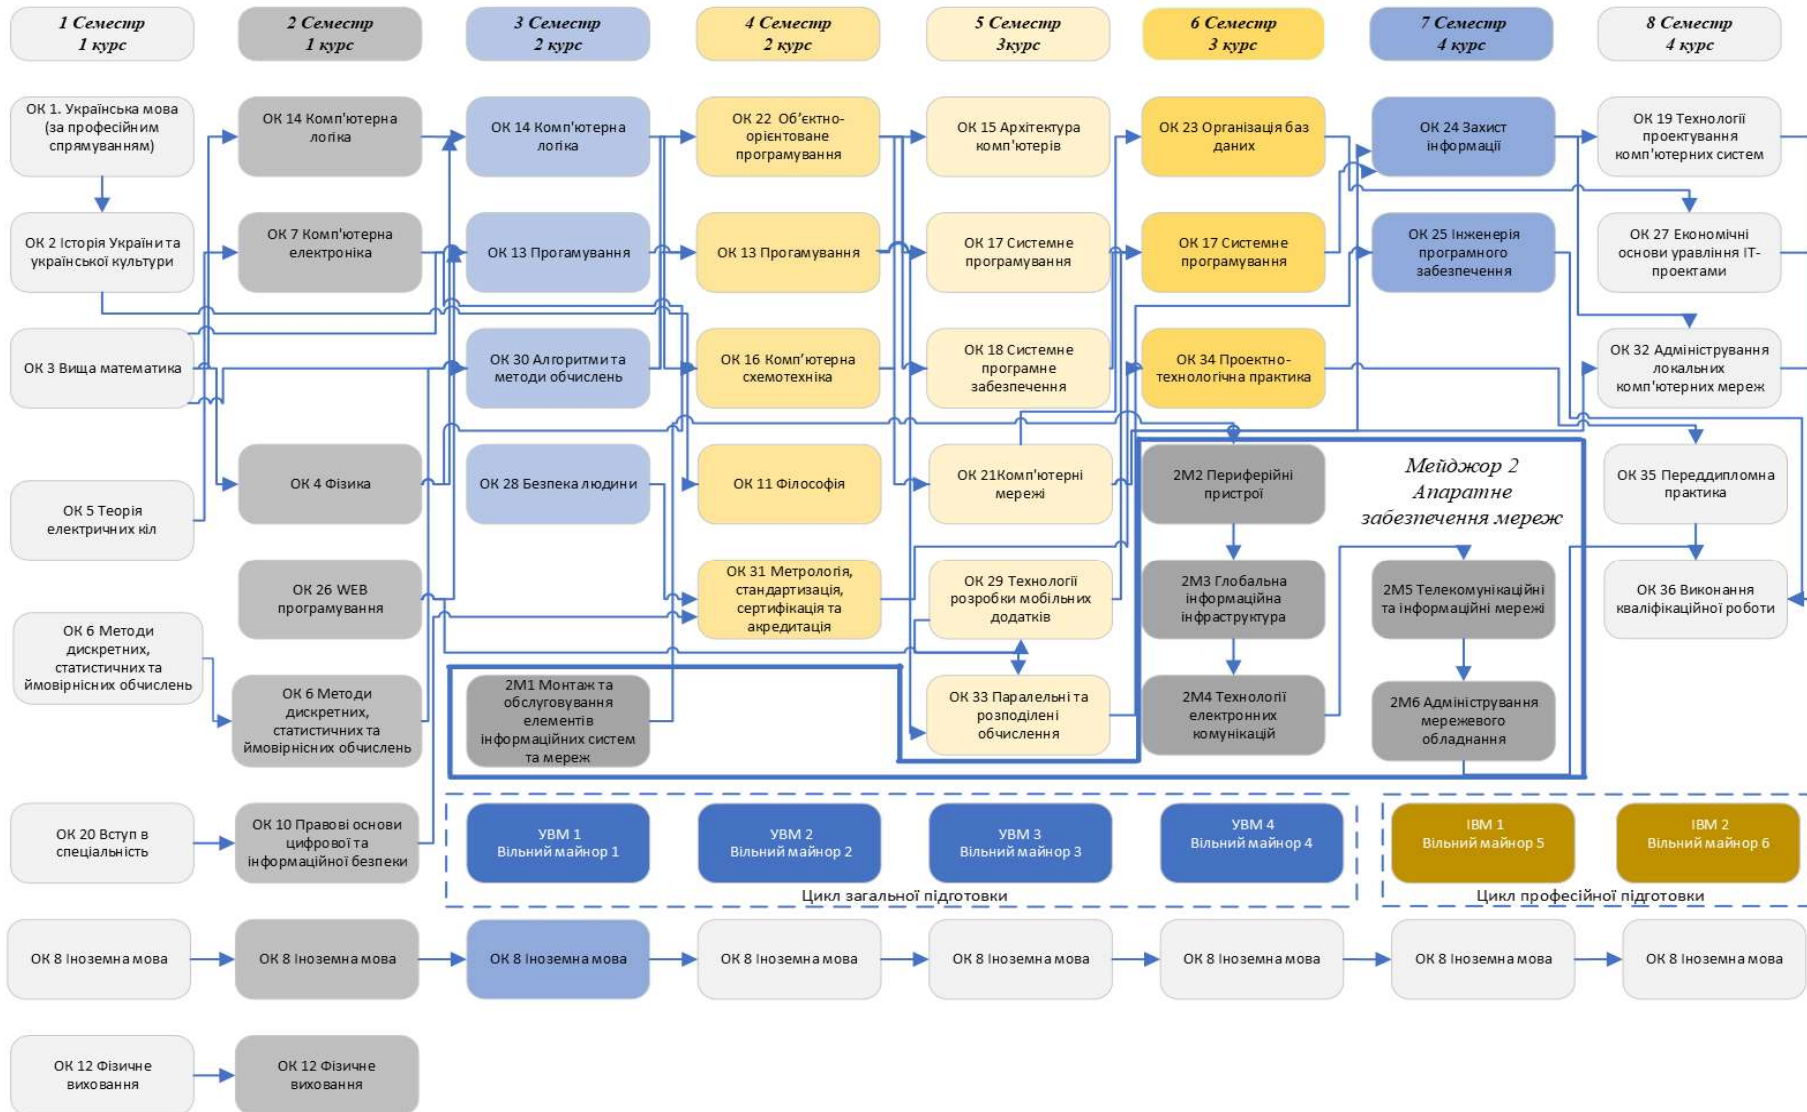 1 Семестр
1 курс
2 Семестр
1 курс
3 Семестр
2 курс
4 Семестр
2 курс
5 Семестр
3курс
6 Семестр
3 курс
7 Семестр
4 курс
8 Семестр
4 курс
ОК 1. Українська мова
(за професійним
спрямуванням)
ОК 14 Комп'ютерна
логіка
ОК 14 Комп'ютерна
логіка
ОК 22 Об’єктно-
орієнтоване
програмування
ОК 15 Архітектура
комп'ютерів
ОК 23 Організація баз
даних
ОК 24 Захист
інформації
ОК 19 Технології
проектування
комп'ютерних систем
ОК 2 Історія України та
української культури
ОК 7 Комп'ютерна
електроніка
ОК 13 Прогамування
ОК 13 Прогамування
ОК 17 Системне
програмування
ОК 17 Системне
програмування
ОК 25 Інженерія
програмного
забезпечення
ОК 27 Економічні
основи уравління ІТ-
проектами
ОК 3 Вища математика
ОК 30 Алгоритми та
методи обчислень
ОК 16 Комп’ютерна
схемотехніка
ОК 18 Системне
програмне
забезпечення
ОК 34 Проектно-
технологічна практика
ОК 32 Адміністрування
локальних
комп'ютерних мереж
ОК 5 Теорія
електричних кіл
ОК 4 Фізика
ОК 28 Безпека людини
ОК 11 Філософія
ОК 21Комп'ютерні
мережі
2М2 Периферійні
пристрої
Мейджор 2
Апаратне
забезпечення мереж
ОК 35 Переддипломна
практика
ОК 26 WEB
програмування
ОК 31 Метрологія,
стандартизація,
сертифікація та
акредитація
ОК 29 Технології
розробки мобільних
додатків
2М3 Глобальна
інформаційна
інфраструктура
2М5 Телекомунікаційні
та інформаційні мережі
ОК 36 Виконання
кваліфікаційної роботи
ОК 6 Методи
дискретних,
статистичних та
ймовірнісних обчислень
ОК 6 Методи
дискретних,
статистичних та
ймовірнісних обчислень
2М1 Монтаж та
обслуговування
елементів
інформаційних систем
та мереж
ОК 33 Паралельні та
розподілені
обчислення
2М4 Технології
електронних
комунікацій
2М6 Адміністрування
мережевого
обладнання
ОК 20 Вступ в
спеціальність
ОК 10 Правові основи
цифрової та
інформаційної безпеки
УВМ 1
Вільний майнор 1
УВМ 2
Вільний майнор 2
УВМ 3
Вільний майнор 3
УВМ 4
Вільний майнор 4
ІВМ 1
Вільний майнор 5
ІВМ 2
Вільний майнор 6
Цикл загальної підготовки
Цикл професійної підготовки
ОК 8 Іноземна мова
ОК 8 Іноземна мова
ОК 8 Іноземна мова
ОК 8 Іноземна мова
ОК 8 Іноземна мова
ОК 8 Іноземна мова
ОК 8 Іноземна мова
ОК 8 Іноземна мова
ОК 12 Фізичне
виховання
ОК 12 Фізичне
виховання